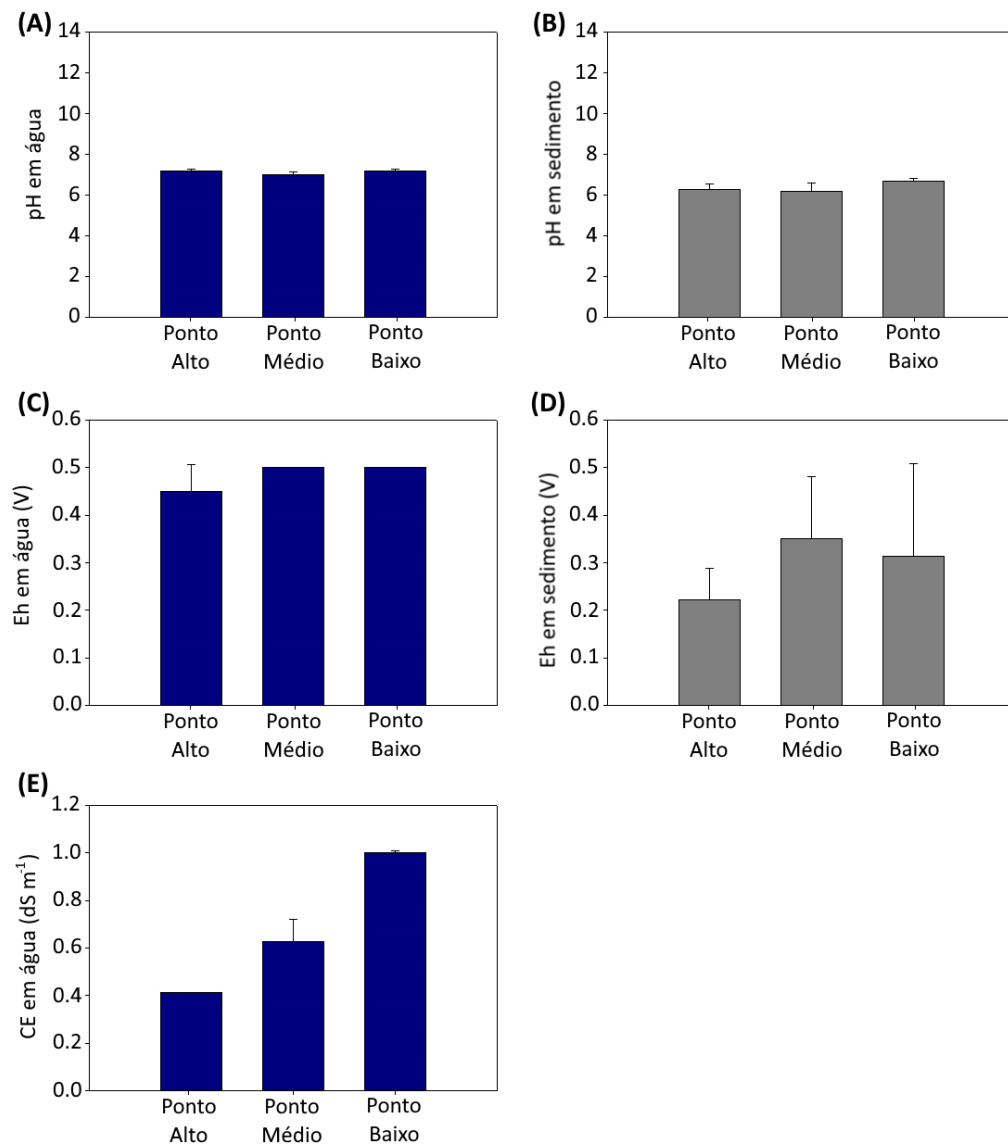 (A)
14
12
10
8
6
4
2
0
pH em água
Ponto Alto
Ponto Médio
Ponto Baixo
(B)
14
12
10
8
6
4
2
0
pH em sedimento
Ponto Alto
Ponto Médio
Ponto Baixo
(C)
0.6
0.5
0.4
0.3
0.2
0.1
0.0
Eh em água (V)
Ponto Alto
Ponto Médio
Ponto Baixo
(D)
0.6
0.5
0.4
0.3
0.2
0.1
0.0
Eh em sedimento (V)
Ponto Alto
Ponto Médio
Ponto Baixo
(E)
1.2
1.0
0.8
0.6
0.4
0.2
0.0
CE em água (dS m⁻¹)
Ponto Alto
Ponto Médio
Ponto Baixo